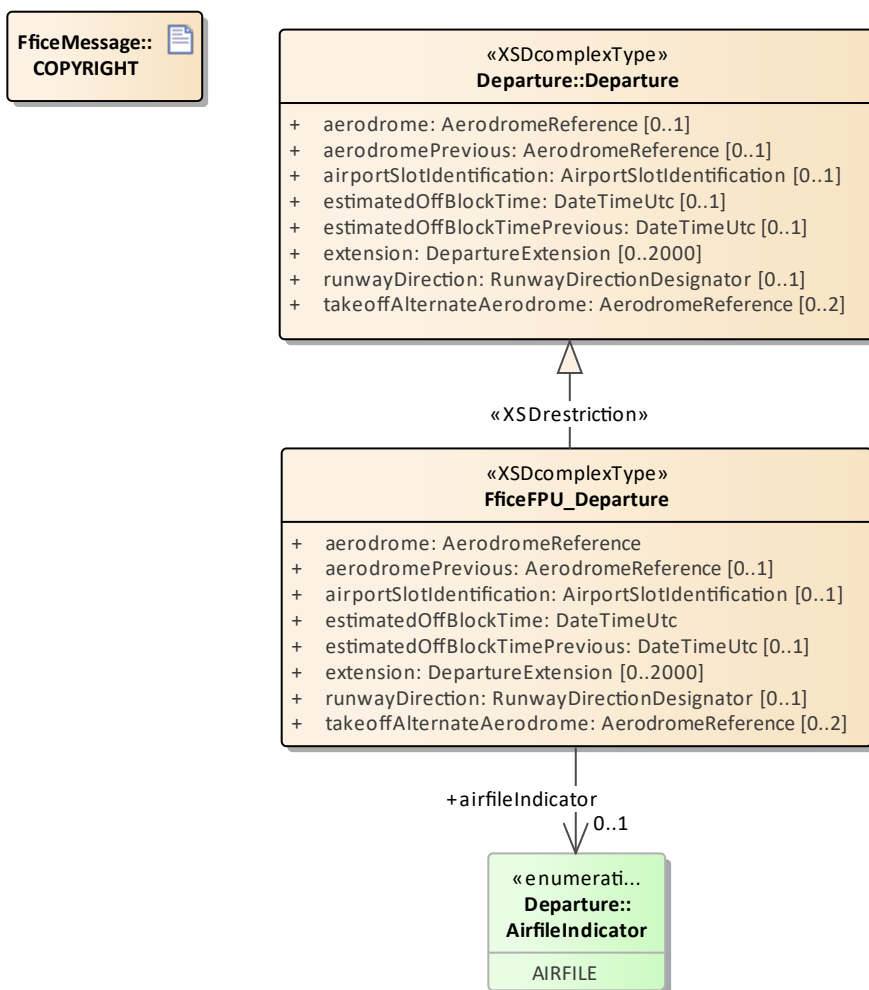 FficeMessage::
COPYRIGHT
«XSDcomplexType»
Departure::Departure
+ aerodrome: AerodromeReference [0..1]
+ aerodromePrevious: AerodromeReference [0..1]
+ airportSlotIdentification: AirportSlotIdentification [0..1]
+ estimatedOffBlockTime: DateTimeUtc [0..1]
+ estimatedOffBlockTimePrevious: DateTimeUtc [0..1]
+ extension: DepartureExtension [0..2000]
+ runwayDirection: RunwayDirectionDesignator [0..1]
+ takeoffAlternateAerodrome: AerodromeReference [0..2]
«XSDrestriction»
«XSDcomplexType»
FficeFPU_Departure
+ aerodrome: AerodromeReference
+ aerodromePrevious: AerodromeReference [0..1]
+ airportSlotIdentification: AirportSlotIdentification [0..1]
+ estimatedOffBlockTime: DateTimeUtc
+ estimatedOffBlockTimePrevious: DateTimeUtc [0..1]
+ extension: DepartureExtension [0..2000]
+ runwayDirection: RunwayDirectionDesignator [0..1]
+ takeoffAlternateAerodrome: AerodromeReference [0..2]
+airfileIndicator
0..1
«enumerati...
Departure::
AirfileIndicator
AIRFILE